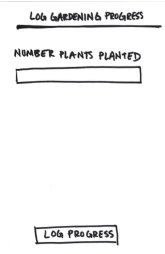 LOG GARDENING PROGRESS
NUMBER PLANTS PLANTED
LOG PROGRESS